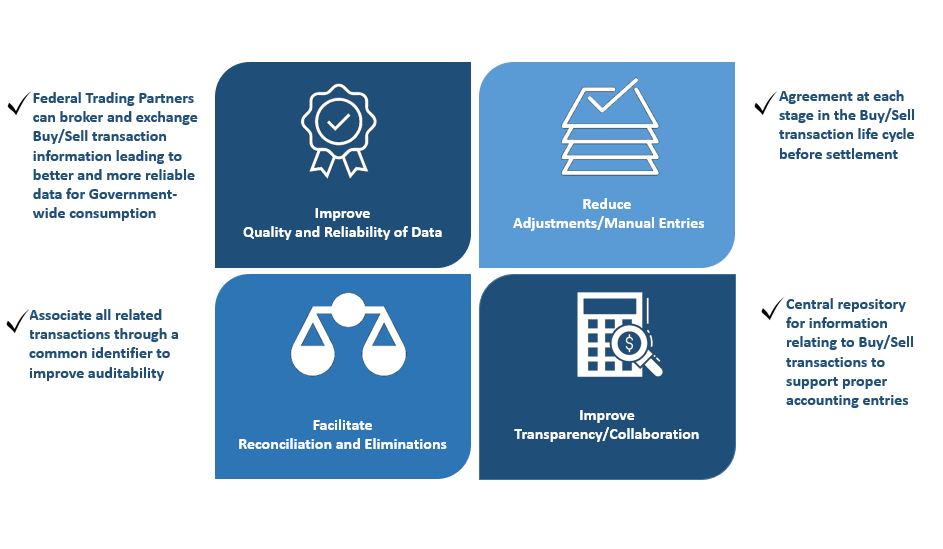 Federal Trading Partners
can broker and exchange
Buy/Sell transaction
information leading to
better and more reliable
data for Government-
wide consumption
Improve
Quality and Reliability of Data
Reduce
Adjustments/Manual Entries
Agreement at each
stage in the Buy/Sell
transaction life cycle
before settlement
Associate all related
transactions through a
common identifier to
improve auditability
Facilitate
Reconciliation and Eliminations
$
Improve
Transparency/Collaboration
Central repository
for information
relating to Buy/Sell
transactions to
support proper
accounting entries